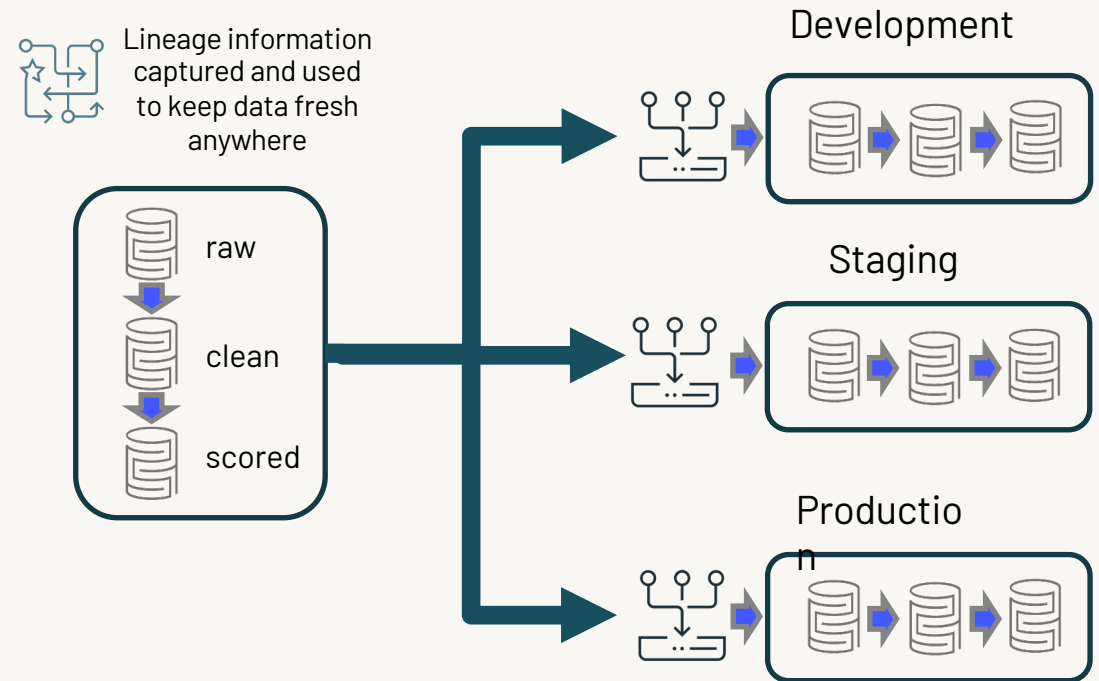 Lineage information
captured and used
to keep data fresh
anywhere
raw
clean
scored
Development
Staging
Productio
n